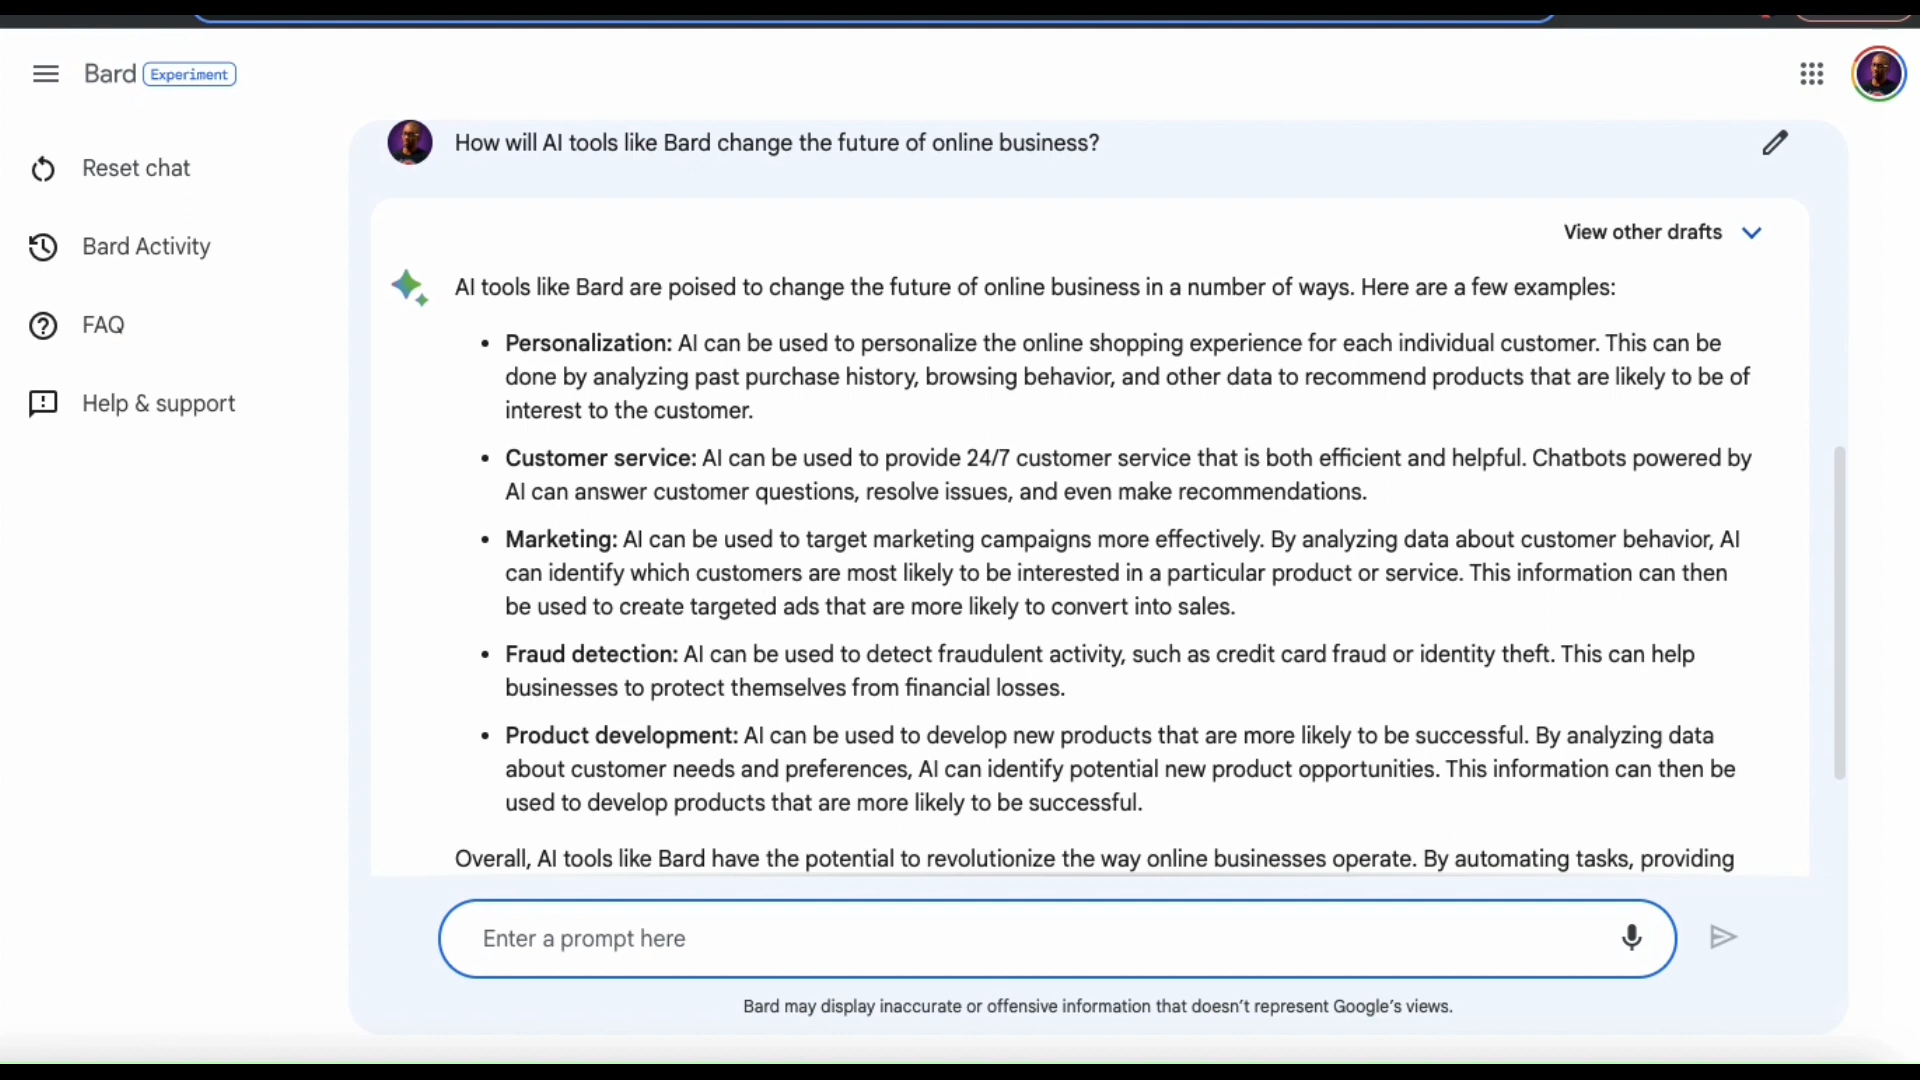 Bard Experiment
Reset chat
Bard Activity
FAQ
Help & support
How will AI tools like Bard change the future of online business?
View other drafts
AI tools like Bard are poised to change the future of online business in a number of ways. Here are a few examples:
• Personalization: AI can be used to personalize the online shopping experience for each individual customer. This can be
done by analyzing past purchase history, browsing behavior, and other data to recommend products that are likely to be of
interest to the customer.
• Customer service: AI can be used to provide 24/7 customer service that is both efficient and helpful. Chatbots powered by
AI can answer customer questions, resolve issues, and even make recommendations.
• Marketing: AI can be used to target marketing campaigns more effectively. By analyzing data about customer behavior, AI
can identify which customers are most likely to be interested in a particular product or service. This information can then
be used to create targeted ads that are more likely to convert into sales.
• Fraud detection: AI can be used to detect fraudulent activity, such as credit card fraud or identity theft. This can help
businesses to protect themselves from financial losses.
• Product development: AI can be used to develop new products that are more likely to be successful. By analyzing data
about customer needs and preferences, AI can identify potential new product opportunities. This information can then be
used to develop products that are more likely to be successful.
Overall, AI tools like Bard have the potential to revolutionize the way online businesses operate. By automating tasks, providing
Enter a prompt here
Bard may display inaccurate or offensive information that doesn't represent Google's views.